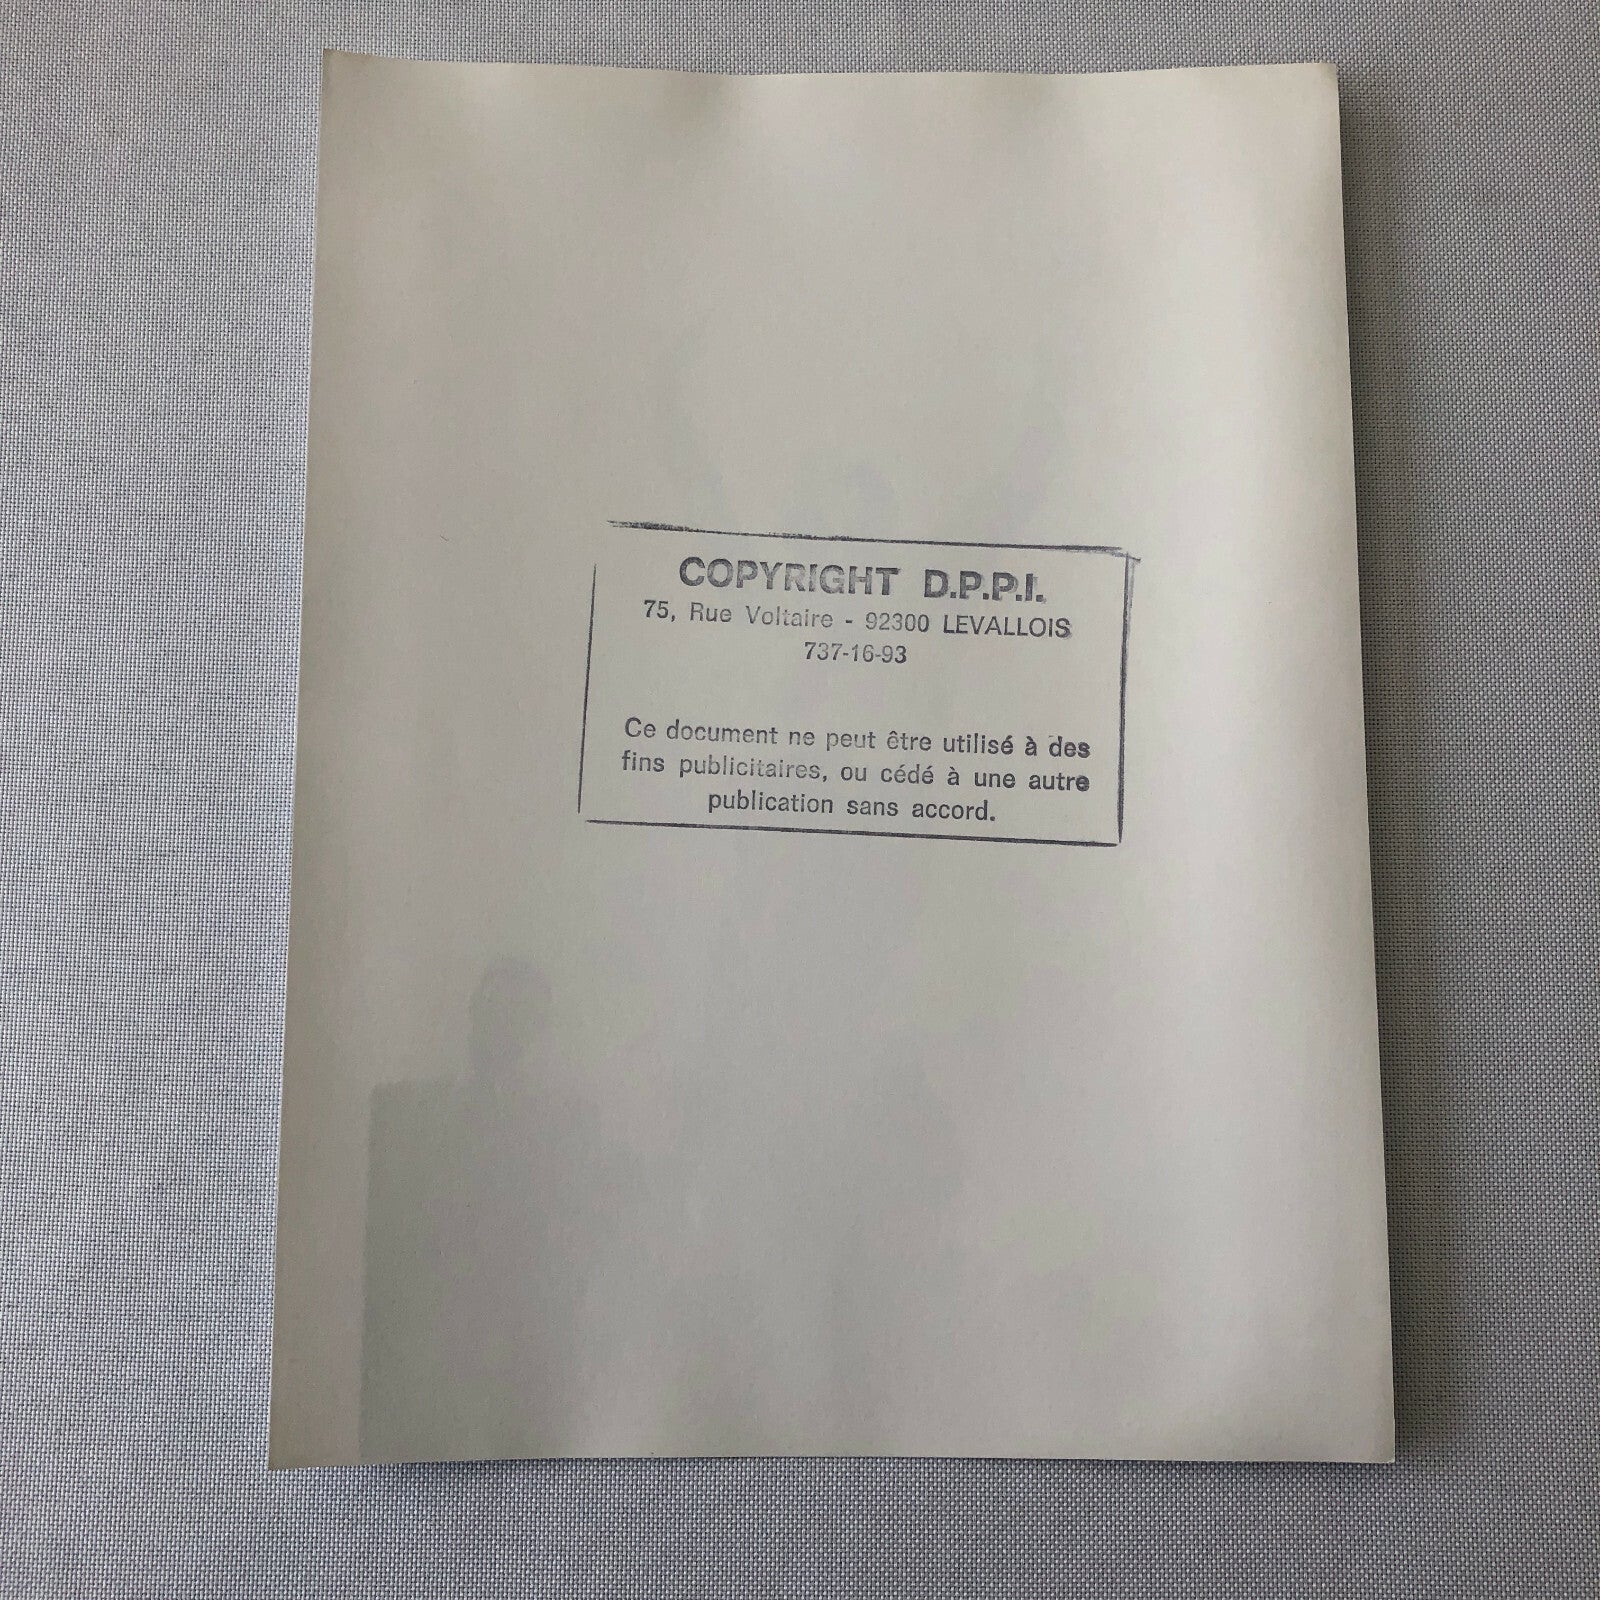 COPYRIGHT D.P.P.I.
75, Rue Voltaire - 92300 LEVALLOIS
737-16-93
Ce document ne peut être utilisé à des
fins publicitaires, ou cédé à une autre
publication sans accord.